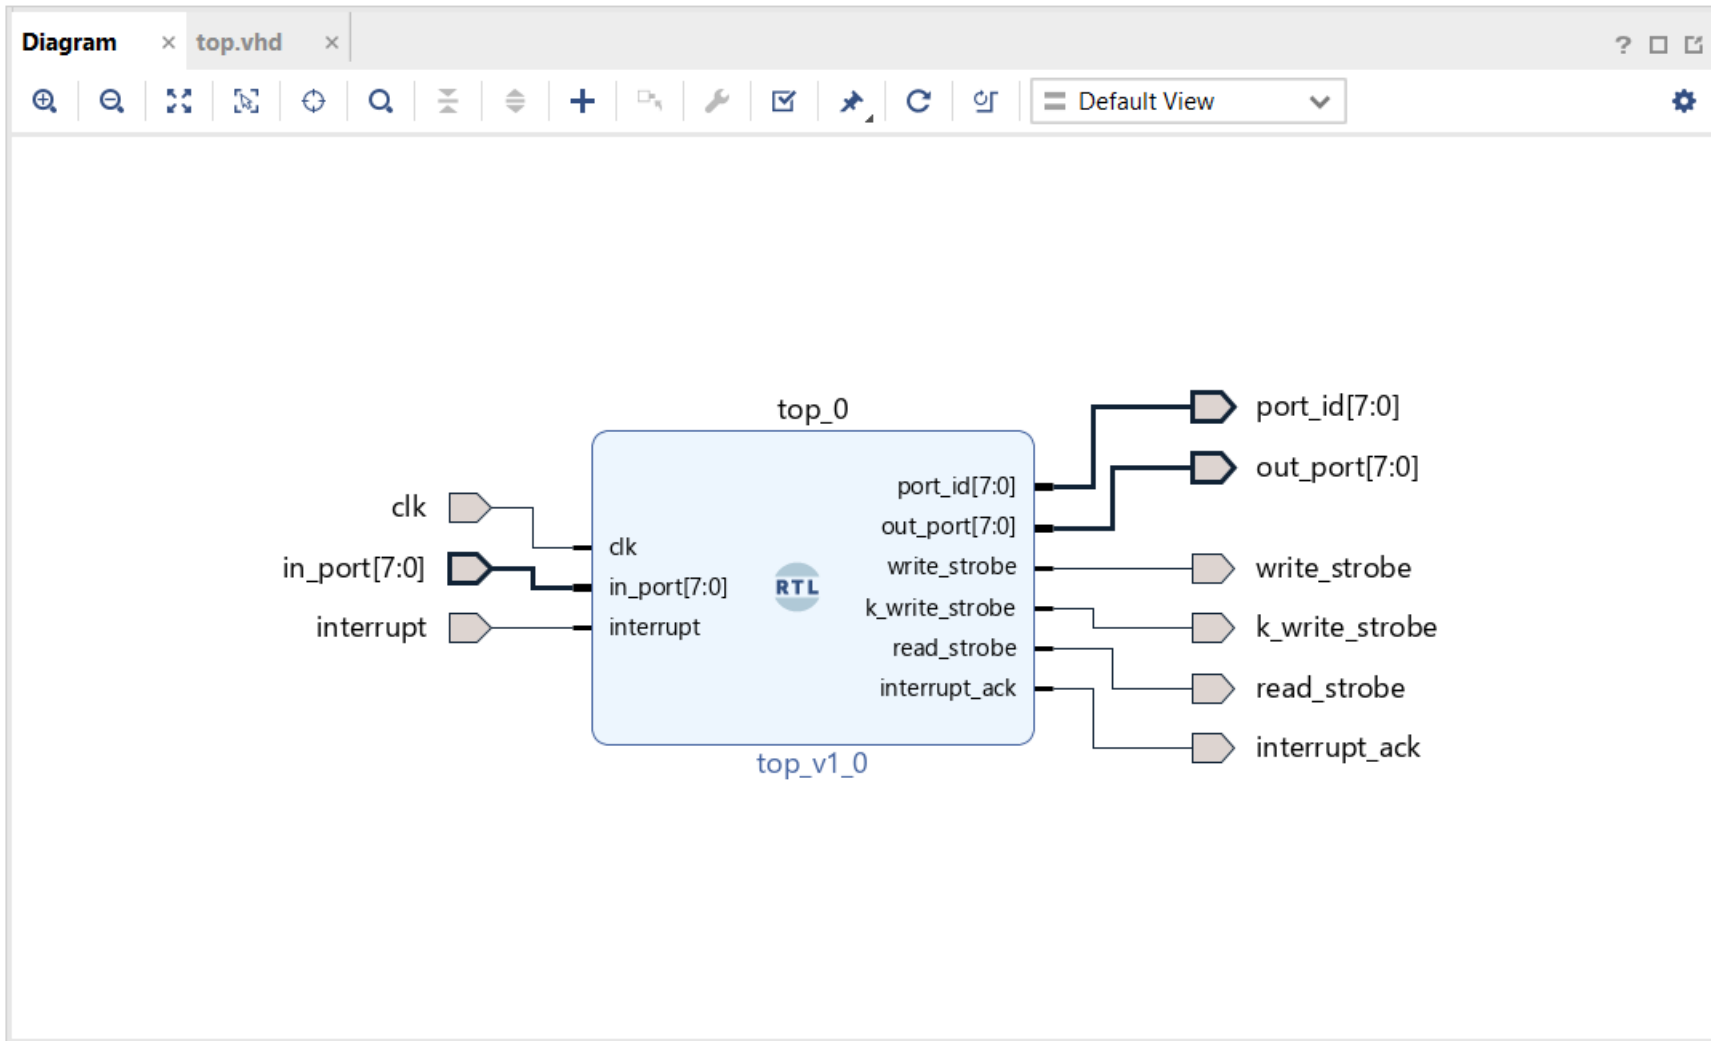 Diagram
top.vhd
Default View
top_0
clk
in_port[7:0]
interrupt
clk
in_port[7:0]
interrupt
RTL
port_id[7:0]
out_port[7:0]
write_strobe
k_write_strobe
read_strobe
interrupt_ack
port_id[7:0]
out_port[7:0]
write_strobe
k_write_strobe
read_strobe
interrupt_ack
top_v1_0